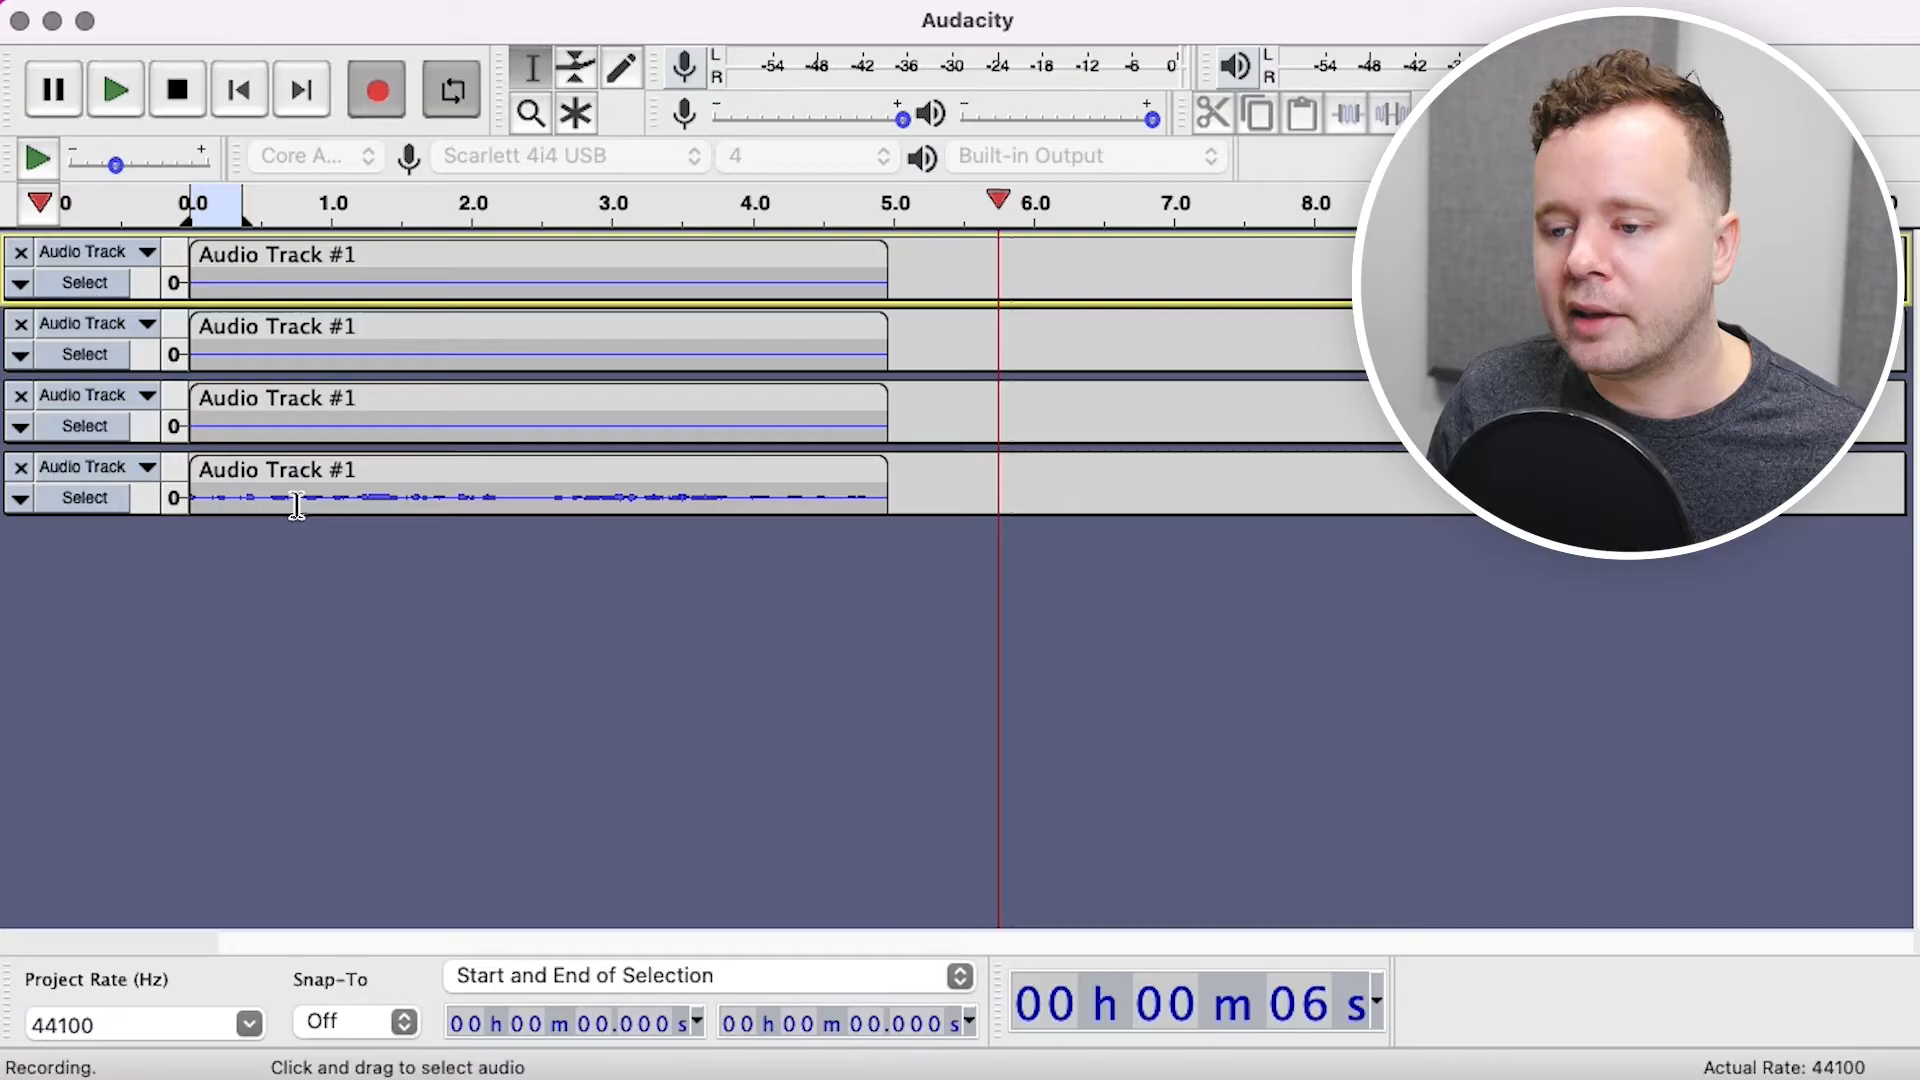 Audacity
L
R
-54 -48 -42 -36 -30 -24 -18 -12 -6 0
L
R
-54 -48 -42
- +
- +
- +
Core A...
Scarlett 4i4 USB
4
Built-in Output
0 0.0 1.0 2.0 3.0 4.0 5.0 6.0 7.0 8.0
Audio Track
Audio Track #1
Select
0
Audio Track
Audio Track #1
Select
0
Audio Track
Audio Track #1
Select
0
Audio Track
Audio Track #1
Select
0
Project Rate (Hz)
Snap-To
Start and End of Selection
44100
Off
00 h 00 m 00.000 s
00 h 00 m 00.000 s
00 h 00 m 06 s
Recording.
Click and drag to select audio
Actual Rate: 44100